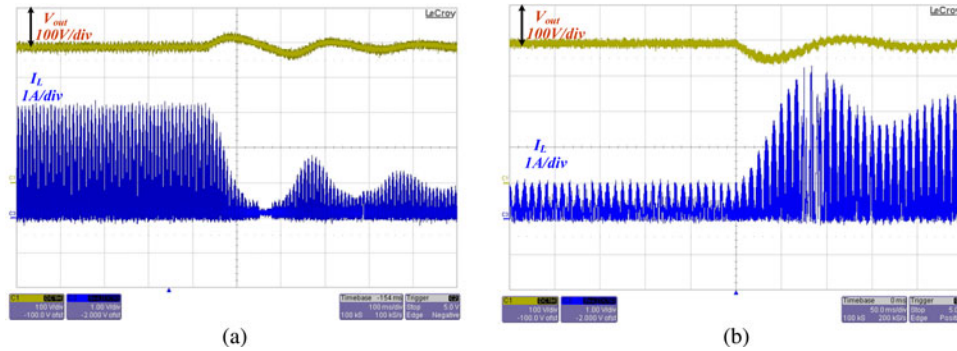 Vout
100V/div
LeCroy
IL
1A/div
C1
100 V/div
-100.0 V ofst
1.00 V/div
-2.000 V ofst
Timebase -154 ms
100 ms/div
100 kS 100 kS/s
Trigger C2
Stop 5.0 V
Edge Negative
(a)
Vout
100V/div
LeCroy
IL
1A/div
C1
100 V/div
-100.0 V ofst
1.00 V/div
-2.000 V ofst
Timebase 0 ms
50.0 ms/div
100 kS 200 kS/s
Trigger
Stop
Edge
(b)